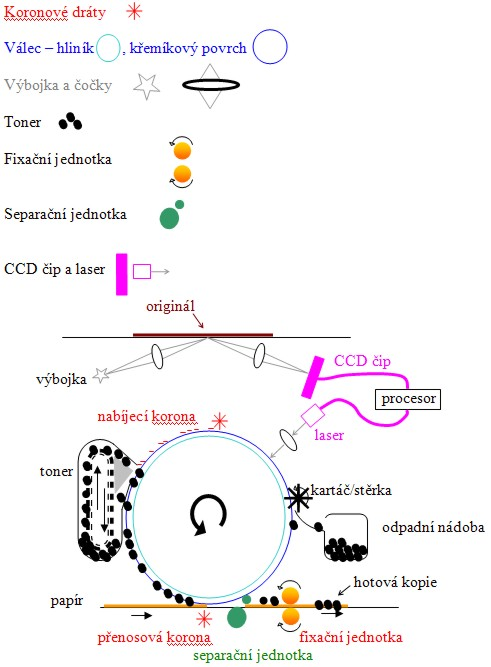 Koronové dráty
Válec – hliník , křemíkový povrch
Výbojka a čočky
Toner
Fixační jednotka
Separační jednotka
CCD čip a laser
originál
výbojka
CCD čip
procesor
nabíjecí korona
laser
toner
kartáč/stěrka
odpadní nádoba
hotová kopie
papír
přenosová korona
fixační jednotka
separační jednotka